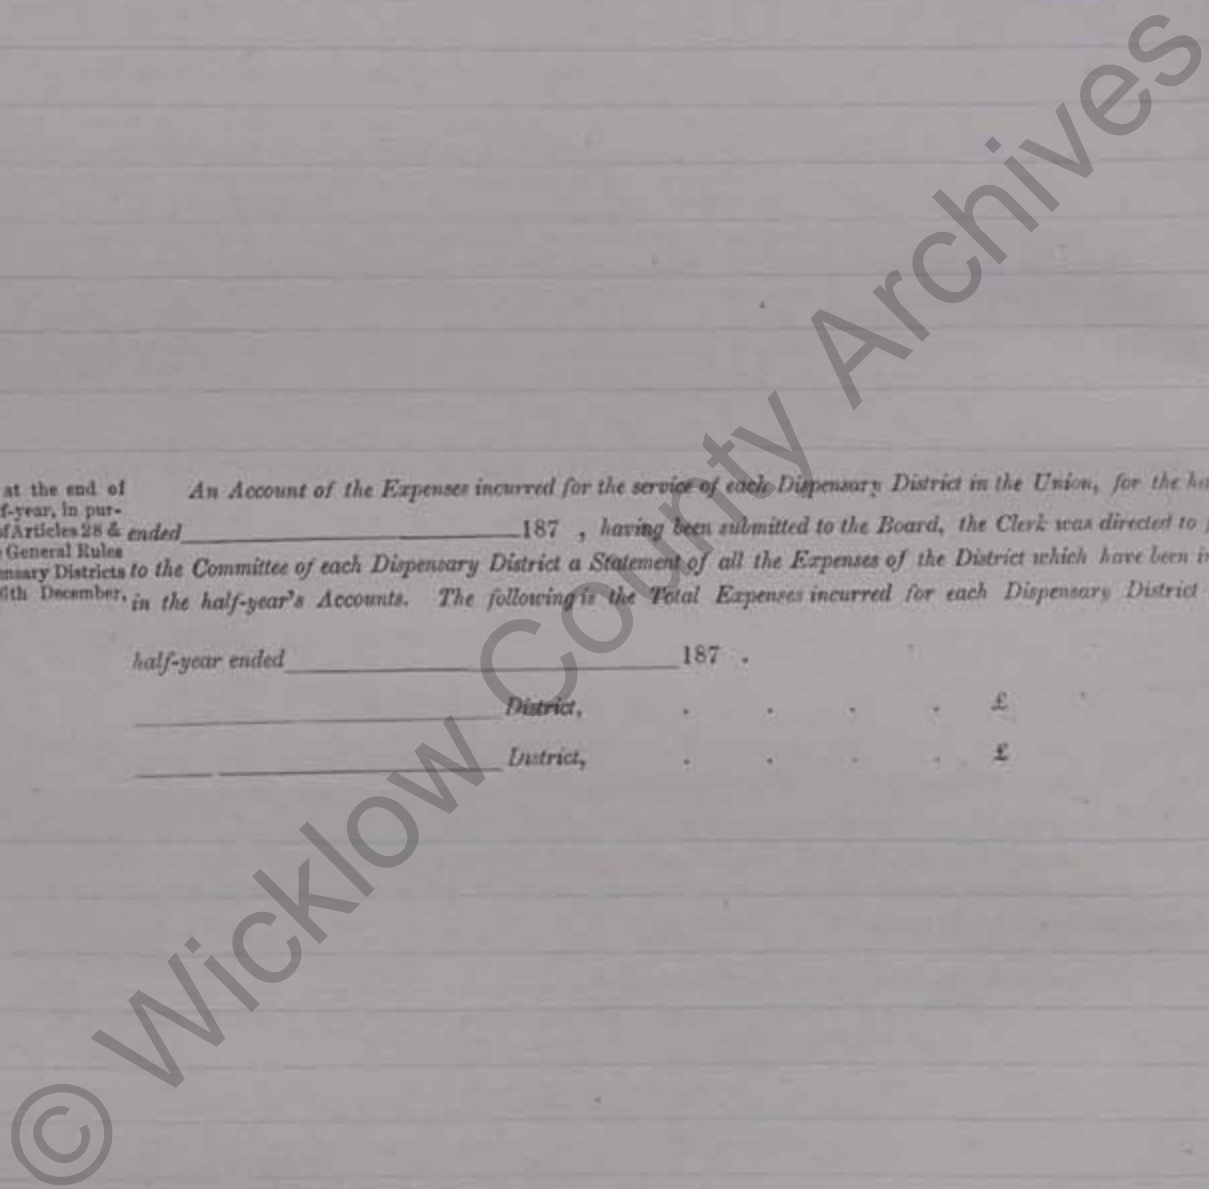 at the end of
f-year, in pur-
of Articles 28 &
General Rules
ensary Districts
6th December,
An Account of the Expenses incurred for the service of each Dispensary District in the Union, for the ha
ended 187 , having been submitted to the Board, the Clerk was directed to
to the Committee of each Dispensary District a Statement of all the Expenses of the District which have been in
in the half-year's Accounts. The following is the Total Expenses incurred for each Dispensary District
half-year ended 187 .
District, . . . . £
District, . . . . £
© Wicklow County Archives